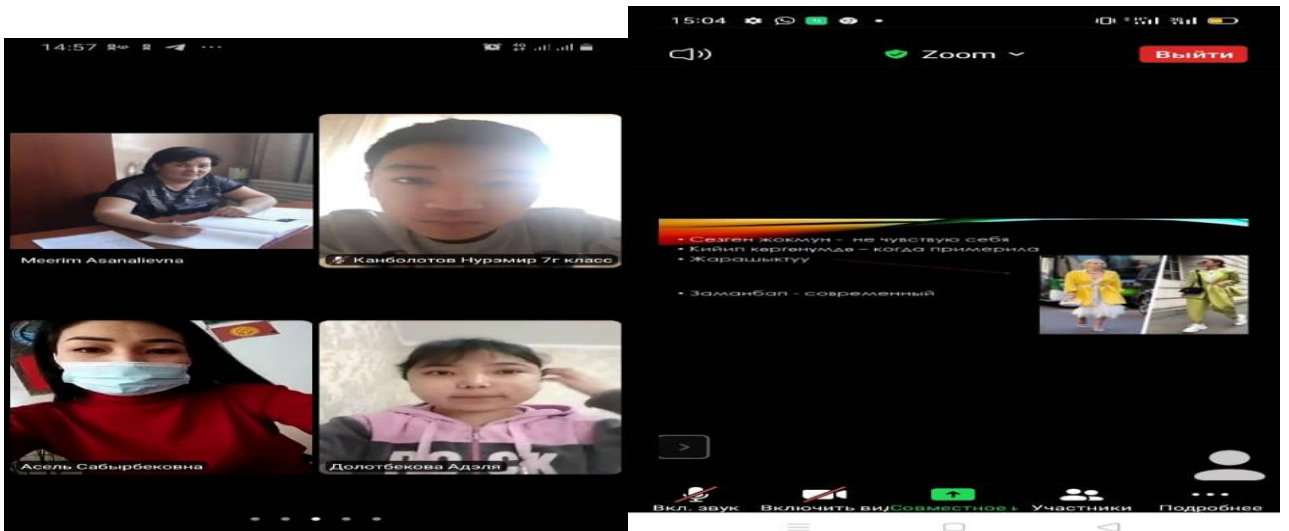 14:57
Meerim Asanalievna
Канболотов Нурэмир 7г класс
Асель Сабырбековна
Долотбекова Адэля
15:04
Zoom
Выйти
• Сезген жокмун - не чувствую себя
• Кийип көргөнүмдө – когда примерила
• Жарашыктуу
• Заманбап - современный
Вкл. звук Включить ви Совместное Участники Подробнее